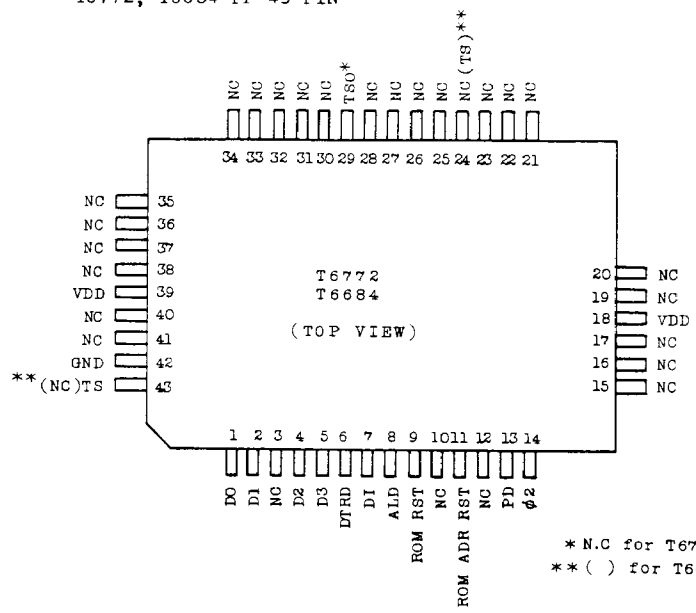 T6684 FP 43 PIN
NC NC NC NC NC TSO* NC NC NC NC NC(TS)** NC NC NC
34 33 32 31 30 29 28 27 26 25 24 23 22 21
NC 35
NC 36
NC 37
NC 38
VDD 39
NC 40
NC 41
GND 42
**(NC)TS 43
T6772
T6684
(TOP VIEW)
20 NC
19 NC
18 VDD
17 NC
16 NC
15 NC
1 2 3 4 5 6 7 8 9 10 11 12 13 14
D0 D1 NC D2 D3 DTRD DI ALD ROM RST NC ROM ADR RST NC PD φ2
* N.C for T67
**( ) for T6